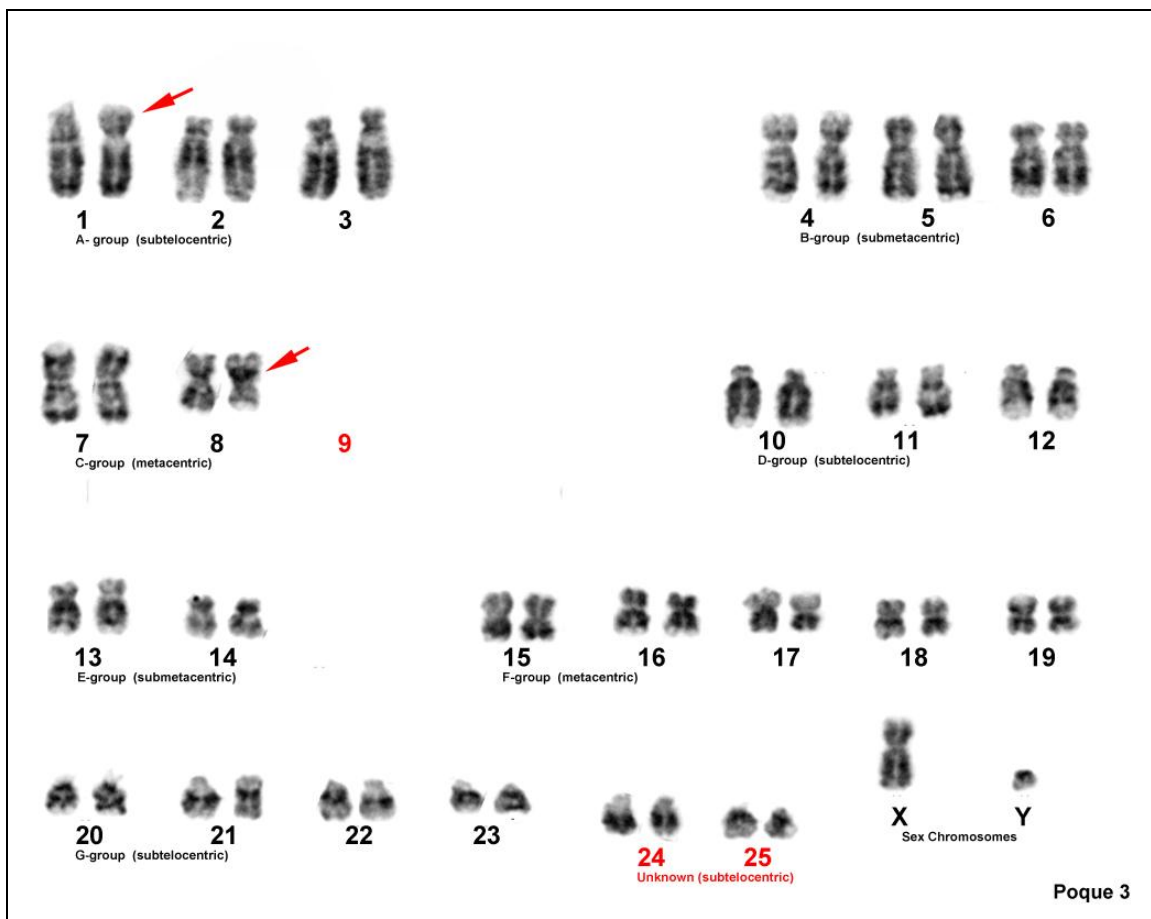 1 2 3
A- group (subtelocentric)
4 5 6
B-group (submetacentric)
7 8 9
C-group (metacentric)
10 11 12
D-group (subtelocentric)
13 14
E-group (submetacentric)
15 16 17 18 19
F-group (metacentric)
20 21 22 23
G-group (subtelocentric)
24 25
Unknown (subtelocentric)
X Y
Sex Chromosomes
Poque 3